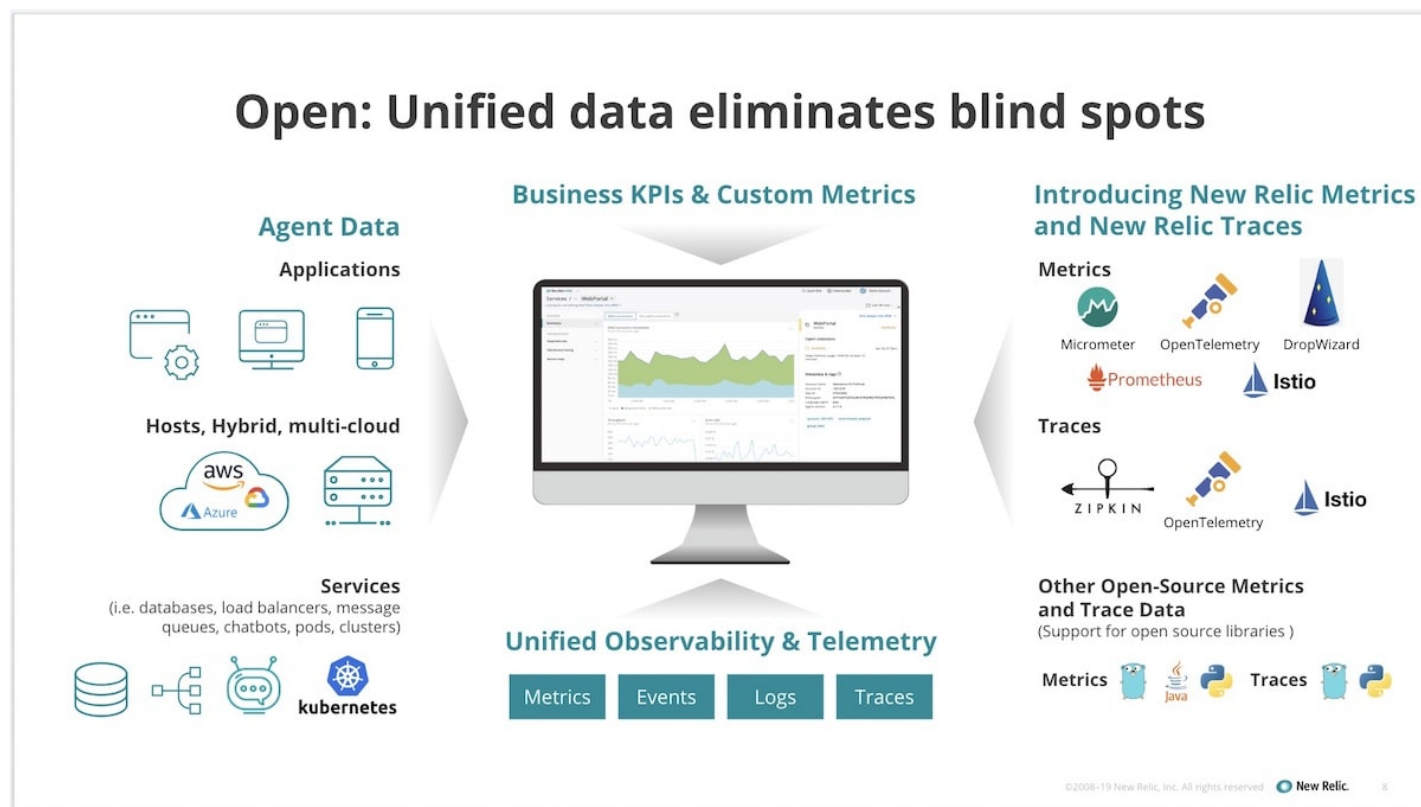 Open: Unified data eliminates blind spots
Agent Data
Applications
Hosts, Hybrid, multi-cloud
aws
Azure
Services
(i.e. databases, load balancers, message
queues, chatbots, pods, clusters)
kubernetes
Business KPIs & Custom Metrics
Services /
WebPortal
WebPortal
Unified Observability & Telemetry
Metrics
Events
Logs
Traces
Introducing New Relic Metrics
and New Relic Traces
Metrics
Micrometer
OpenTelemetry
DropWizard
Prometheus
Istio
Traces
ZIPKIN
OpenTelemetry
Istio
Other Open-Source Metrics
and Trace Data
(Support for open source libraries )
Metrics
Java
Traces
©2008–19 New Relic, Inc. All rights reserved
New Relic.
8